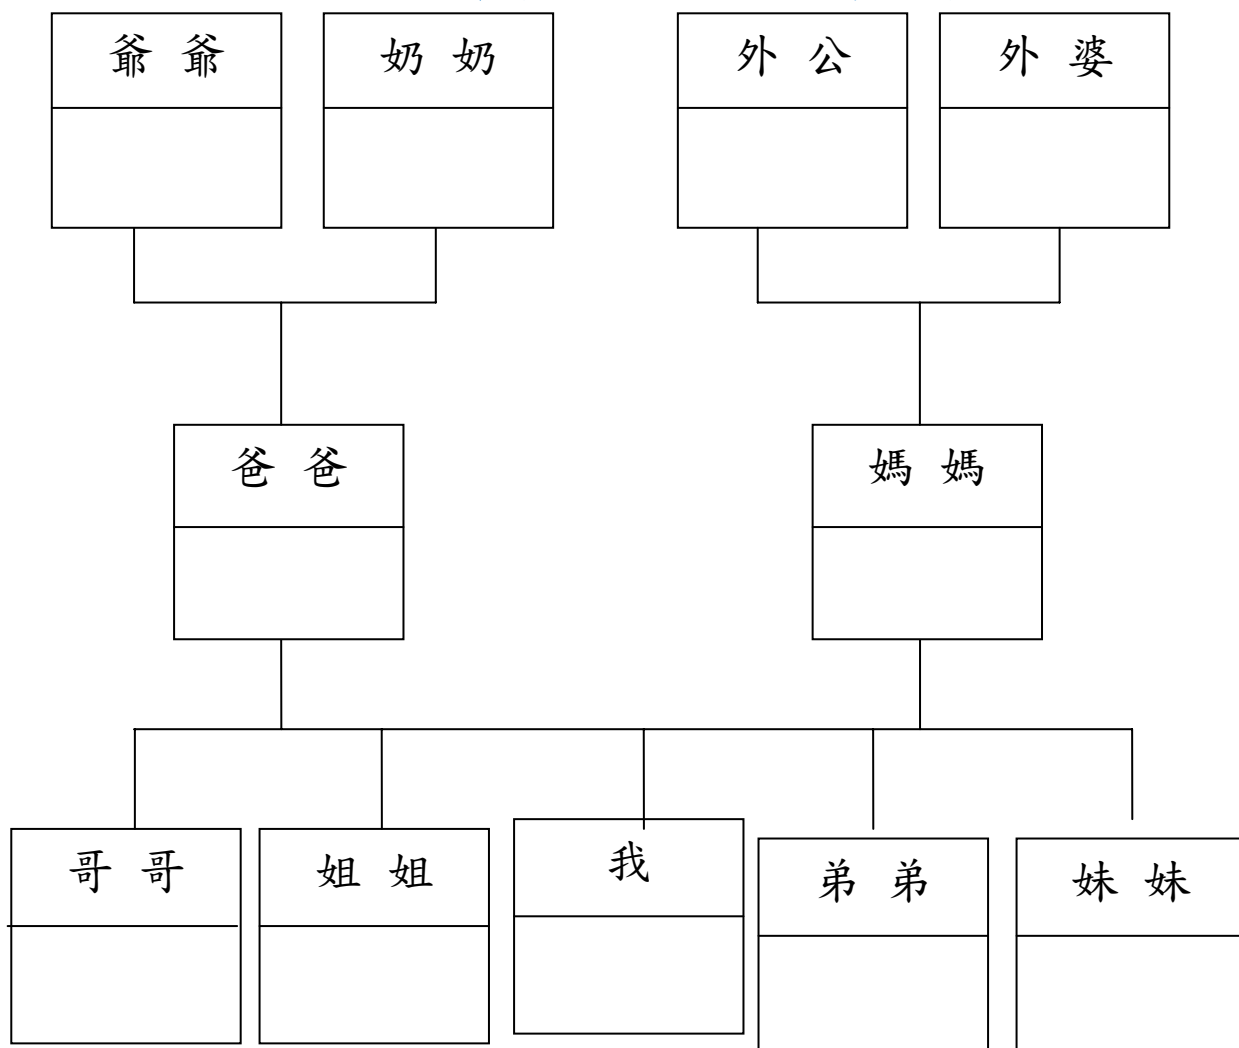 爺 爺 奶 奶 外 公 外 婆
爸 爸 媽 媽
哥 哥 姐 姐 我 弟 弟 妹 妹